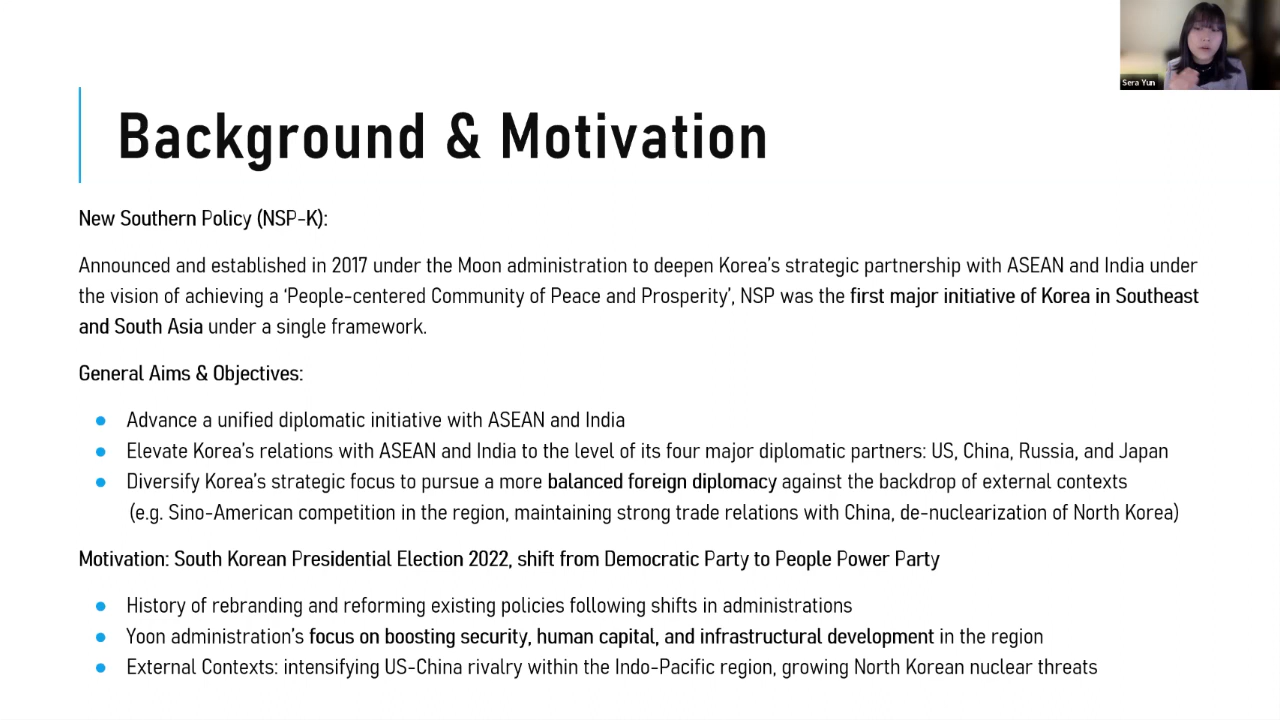 Sera Yun
Background & Motivation
New Southern Policy (NSP-K):
Announced and established in 2017 under the Moon administration to deepen Korea's strategic partnership with ASEAN and India under
the vision of achieving a ‘People-centered Community of Peace and Prosperity’, NSP was the first major initiative of Korea in Southeast
and South Asia under a single framework.
General Aims & Objectives:
● Advance a unified diplomatic initiative with ASEAN and India
● Elevate Korea's relations with ASEAN and India to the level of its four major diplomatic partners: US, China, Russia, and Japan
● Diversify Korea's strategic focus to pursue a more balanced foreign diplomacy against the backdrop of external contexts
(e.g. Sino-American competition in the region, maintaining strong trade relations with China, de-nuclearization of North Korea)
Motivation: South Korean Presidential Election 2022, shift from Democratic Party to People Power Party
● History of rebranding and reforming existing policies following shifts in administrations
● Yoon administration's focus on boosting security, human capital, and infrastructural development in the region
● External Contexts: intensifying US-China rivalry within the Indo-Pacific region, growing North Korean nuclear threats